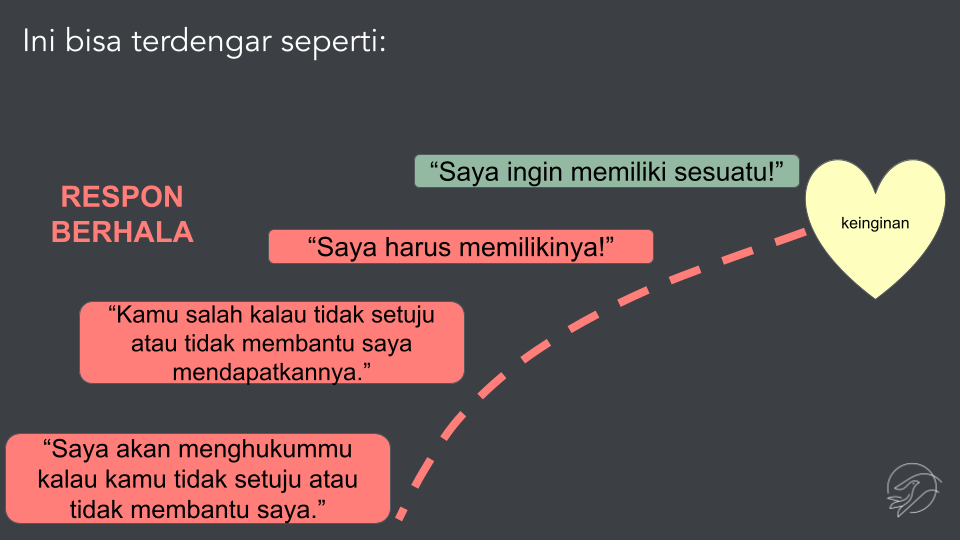 Ini bisa terdengar seperti:
“Saya ingin memiliki sesuatu!”
RESPON
BERHALA
keinginan
“Saya harus memilikinya!”
“Kamu salah kalau tidak setuju
atau tidak membantu saya
mendapatkannya.”
“Saya akan menghukummu
kalau kamu tidak setuju atau
tidak membantu saya.”